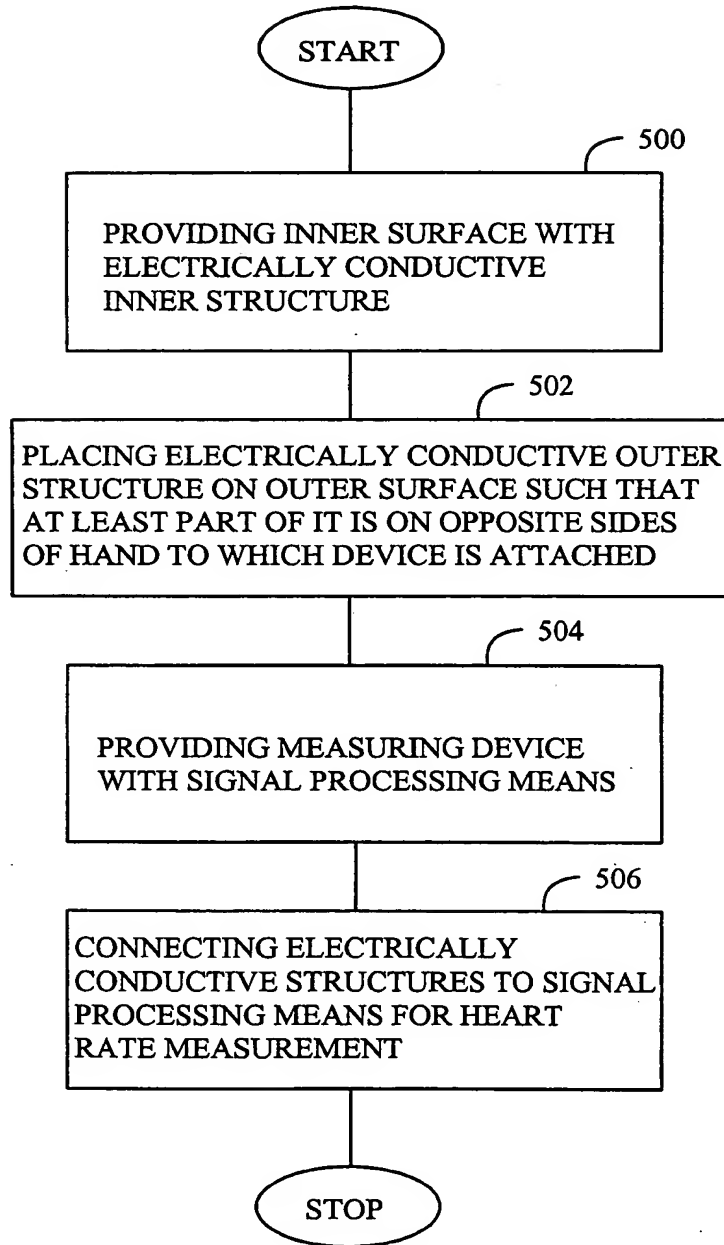 START
500
PROVIDING INNER SURFACE WITH
ELECTRICALLY CONDUCTIVE
INNER STRUCTURE
502
PLACING ELECTRICALLY CONDUCTIVE OUTER
STRUCTURE ON OUTER SURFACE SUCH THAT
AT LEAST PART OF IT IS ON OPPOSITE SIDES
OF HAND TO WHICH DEVICE IS ATTACHED
504
PROVIDING MEASURING DEVICE
WITH SIGNAL PROCESSING MEANS
506
CONNECTING ELECTRICALLY
CONDUCTIVE STRUCTURES TO SIGNAL
PROCESSING MEANS FOR HEART
RATE MEASUREMENT
STOP